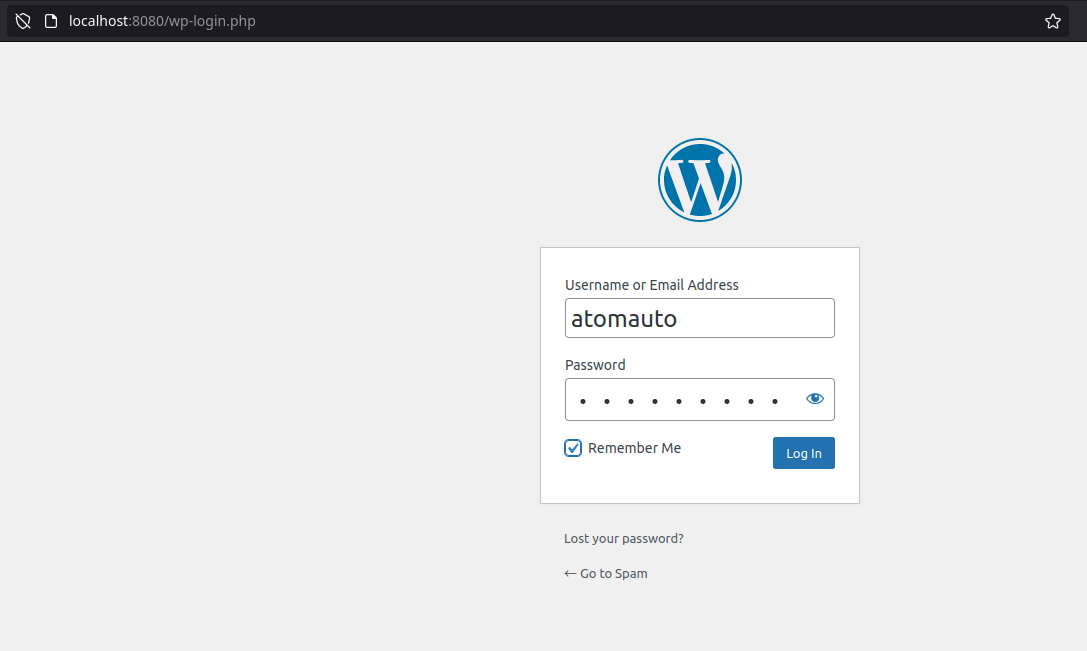 localhost:8080/wp-login.php
Username or Email Address
atomauto
Password
Remember Me
Log In
Lost your password?
← Go to Spam